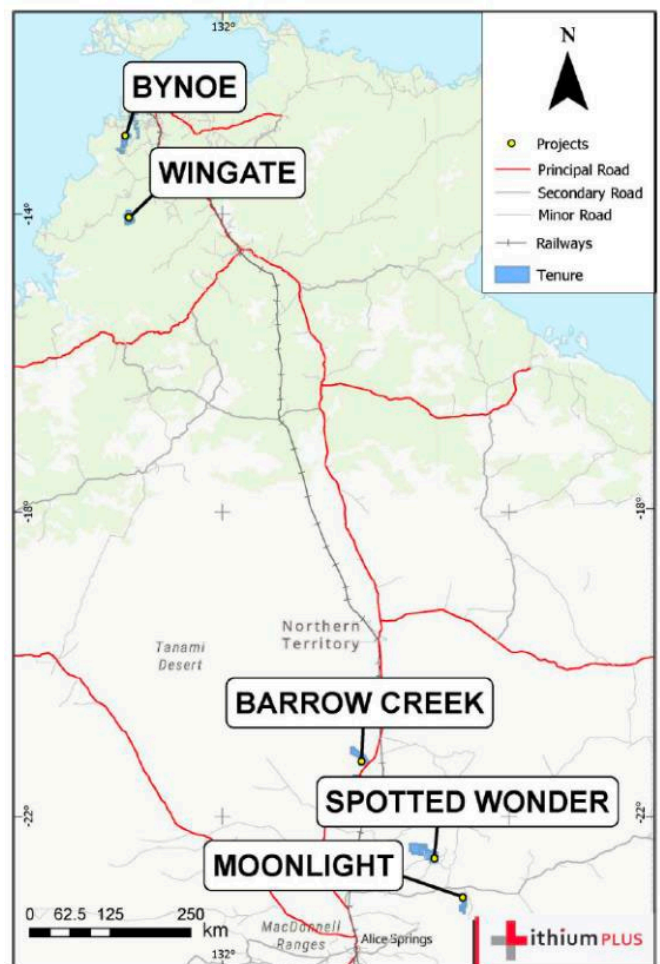 132°
BYNOE
WINGATE
N
Projects
Principal Road
Secondary Road
Minor Road
Railways
Tenure
-14°
-18°
-18°
Northern
Territory
Tanami
Desert
BARROW CREEK
SPOTTED WONDER
-22°
-22°
MOONLIGHT
0 62.5 125 250
km
MacDonnell
Ranges
Alice Springs
132°
Lithium PLUS